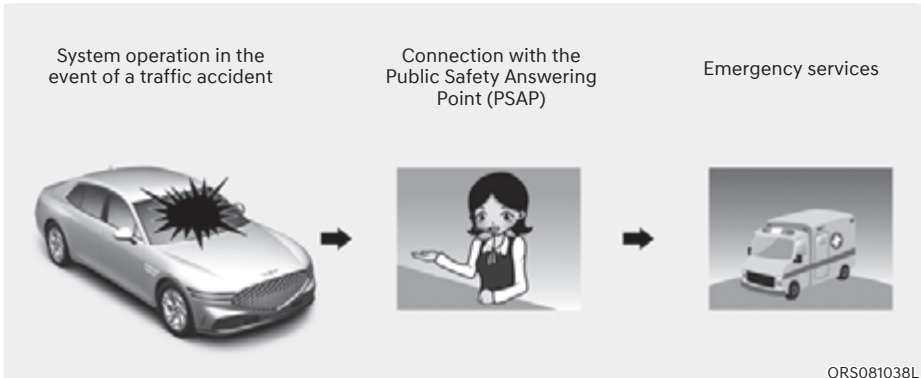 System operation in the
event of a traffic accident
Connection with the
Public Safety Answering
Point (PSAP)
Emergency services
ORS081038L